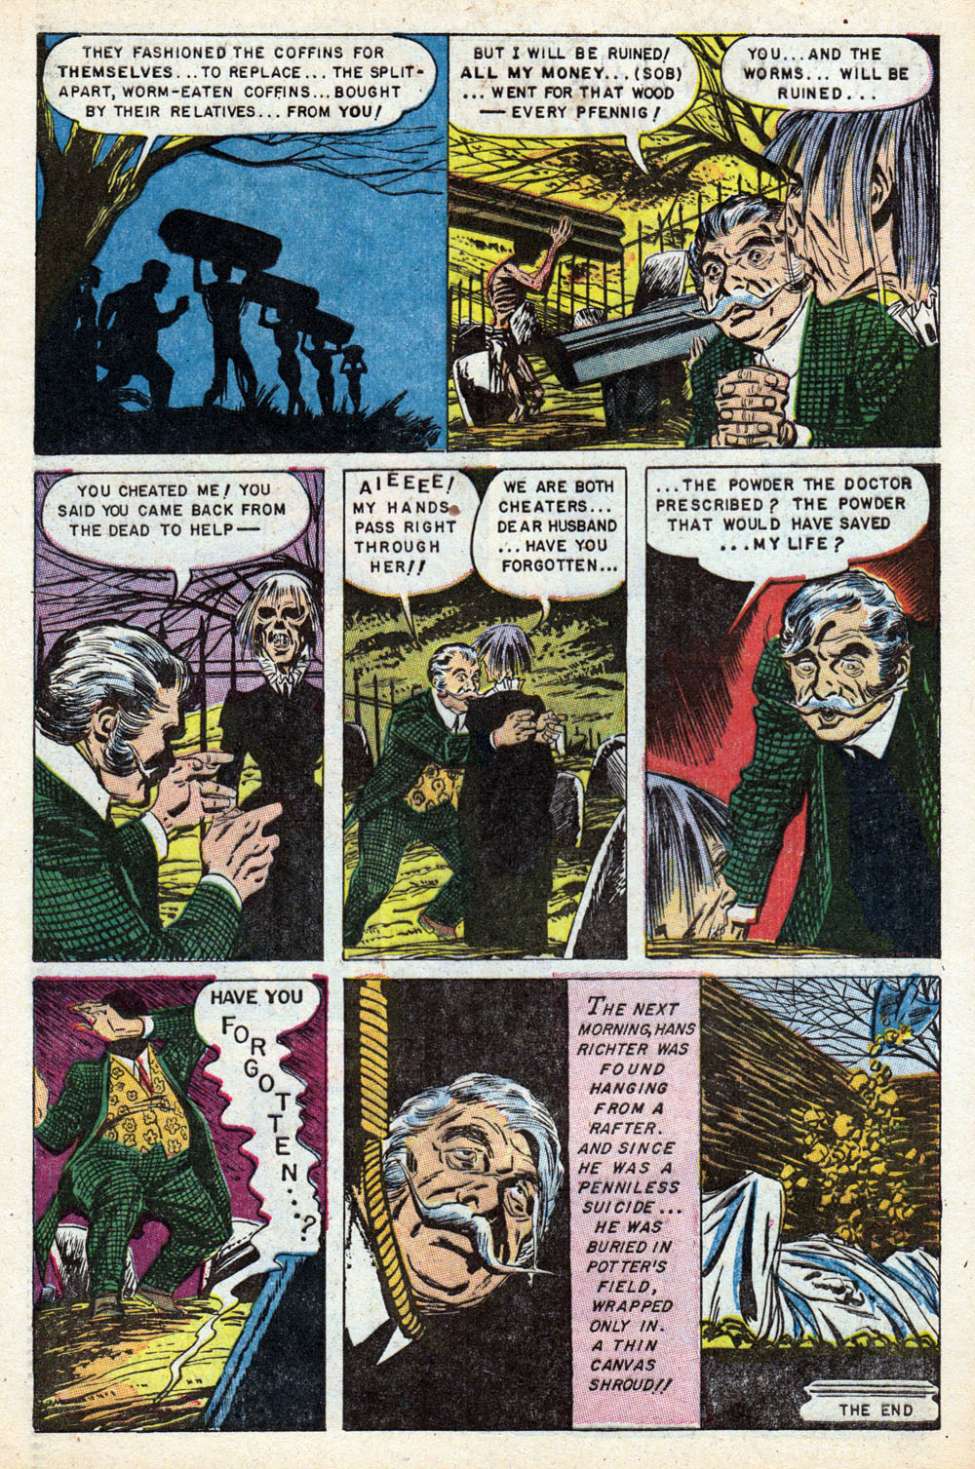 THEY FASHIONED THE COFFINS FOR
THEMSELVES...TO REPLACE...THE SPLIT-
APART, WORM-EATEN COFFINS...BOUGHT
BY THEIR RELATIVES...FROM YOU!
BUT I WILL BE RUINED!
ALL MY MONEY...(SOB)
...WENT FOR THAT WOOD
—EVERY PFENNIG!
YOU...AND THE
WORMS... WILL BE
RUINED...
YOU CHEATED ME! YOU
SAID YOU CAME BACK FROM
THE DEAD TO HELP—
AIEEEE!
MY HANDS
PASS RIGHT
THROUGH
HER!!
WE ARE BOTH
CHEATERS...
DEAR HUSBAND
...HAVE YOU
FORGOTTEN...
...THE POWDER THE DOCTOR
PRESCRIBED? THE POWDER
THAT WOULD HAVE SAVED
...MY LIFE?
HAVE YOU
FORGOTTEN...?
THE NEXT
MORNING, HANS
RICHTER WAS
FOUND
HANGING
FROM A
RAFTER.
AND SINCE
HE WAS A
PENNILESS
SUICIDE...
HE WAS
BURIED IN
POTTER'S
FIELD,
WRAPPED
ONLY IN
A THIN
CANVAS
SHROUD!!
THE END